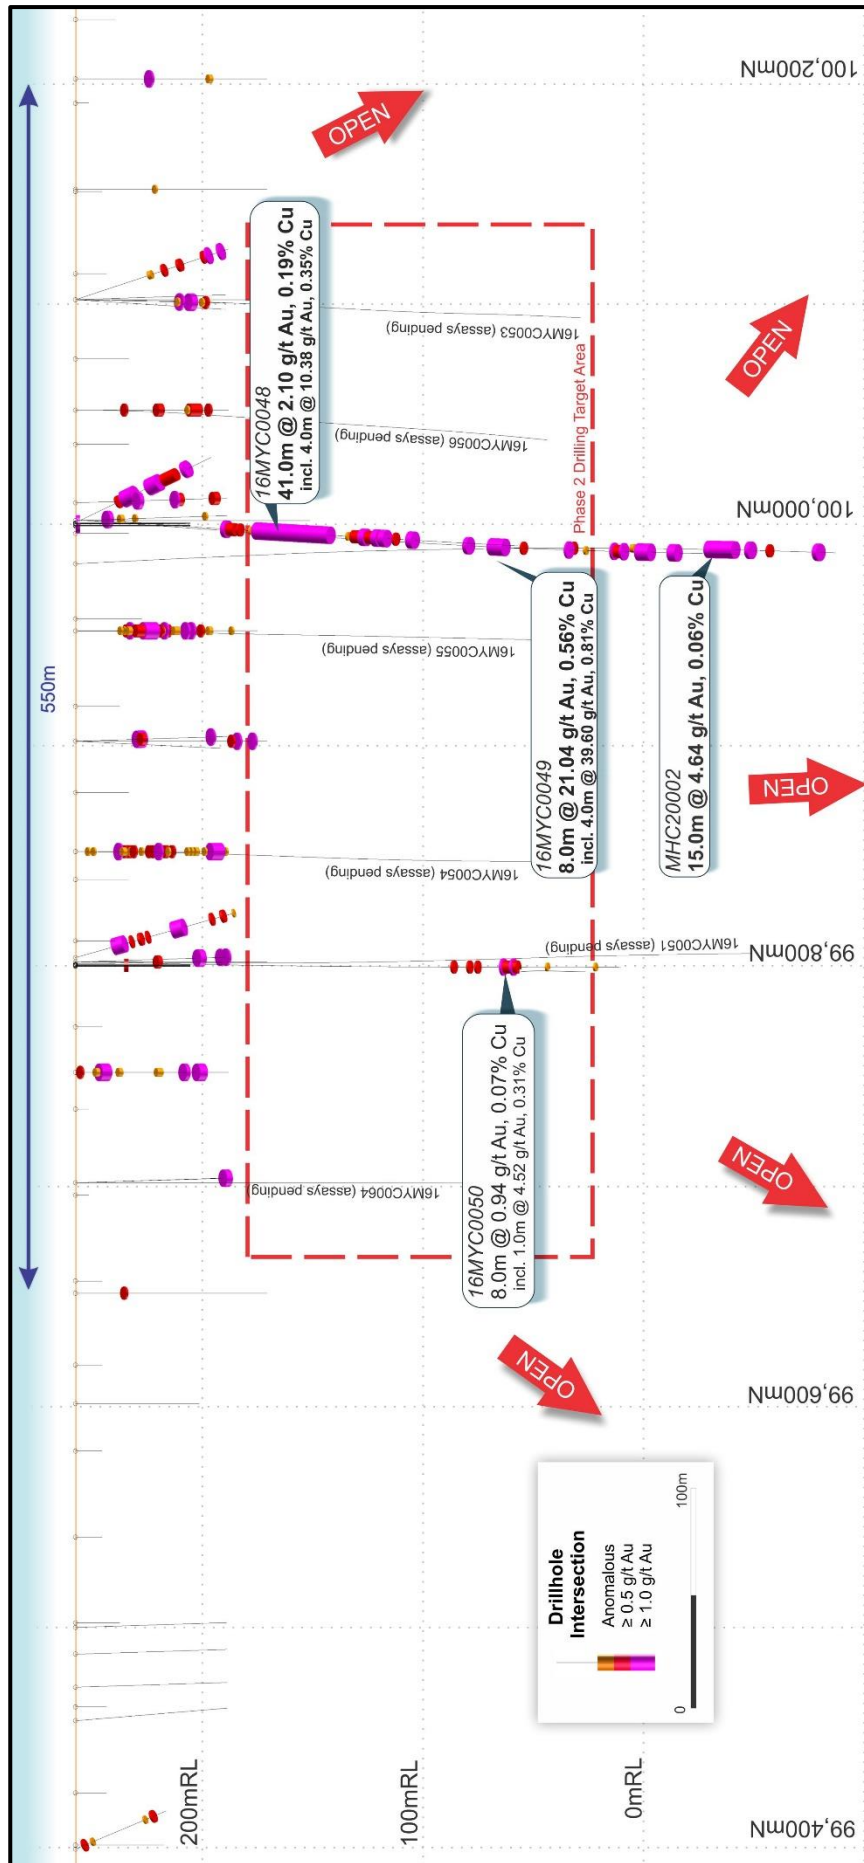 550m
OPEN
OPEN
OPEN
OPEN
OPEN
16MYC0048
41.0m @ 2.10 g/t Au, 0.19% Cu
incl. 4.0m @ 10.38 g/t Au, 0.35% Cu
16MYC0049
8.0m @ 21.04 g/t Au, 0.56% Cu
incl. 4.0m @ 39.60 g/t Au, 0.81% Cu
MHC20002
15.0m @ 4.64 g/t Au, 0.06% Cu
16MYC0050
8.0m @ 0.94 g/t Au, 0.07% Cu
incl. 1.0m @ 4.52 g/t Au, 0.31% Cu
16MYC0064 (assays pending)
16MYC0051 (assays pending)
16MYC0054 (assays pending)
16MYC0055 (assays pending)
16MYC0056 (assays pending)
16MYC0053 (assays pending)
Phase 2 Drilling Target Area
200mRL
100mRL
0mRL
99,400mN
99,600mN
99,800mN
100,000mN
100,200mN
Drillhole
Intersection
Anomalous
≥ 0.5 g/t Au
≥ 1.0 g/t Au
0
100m